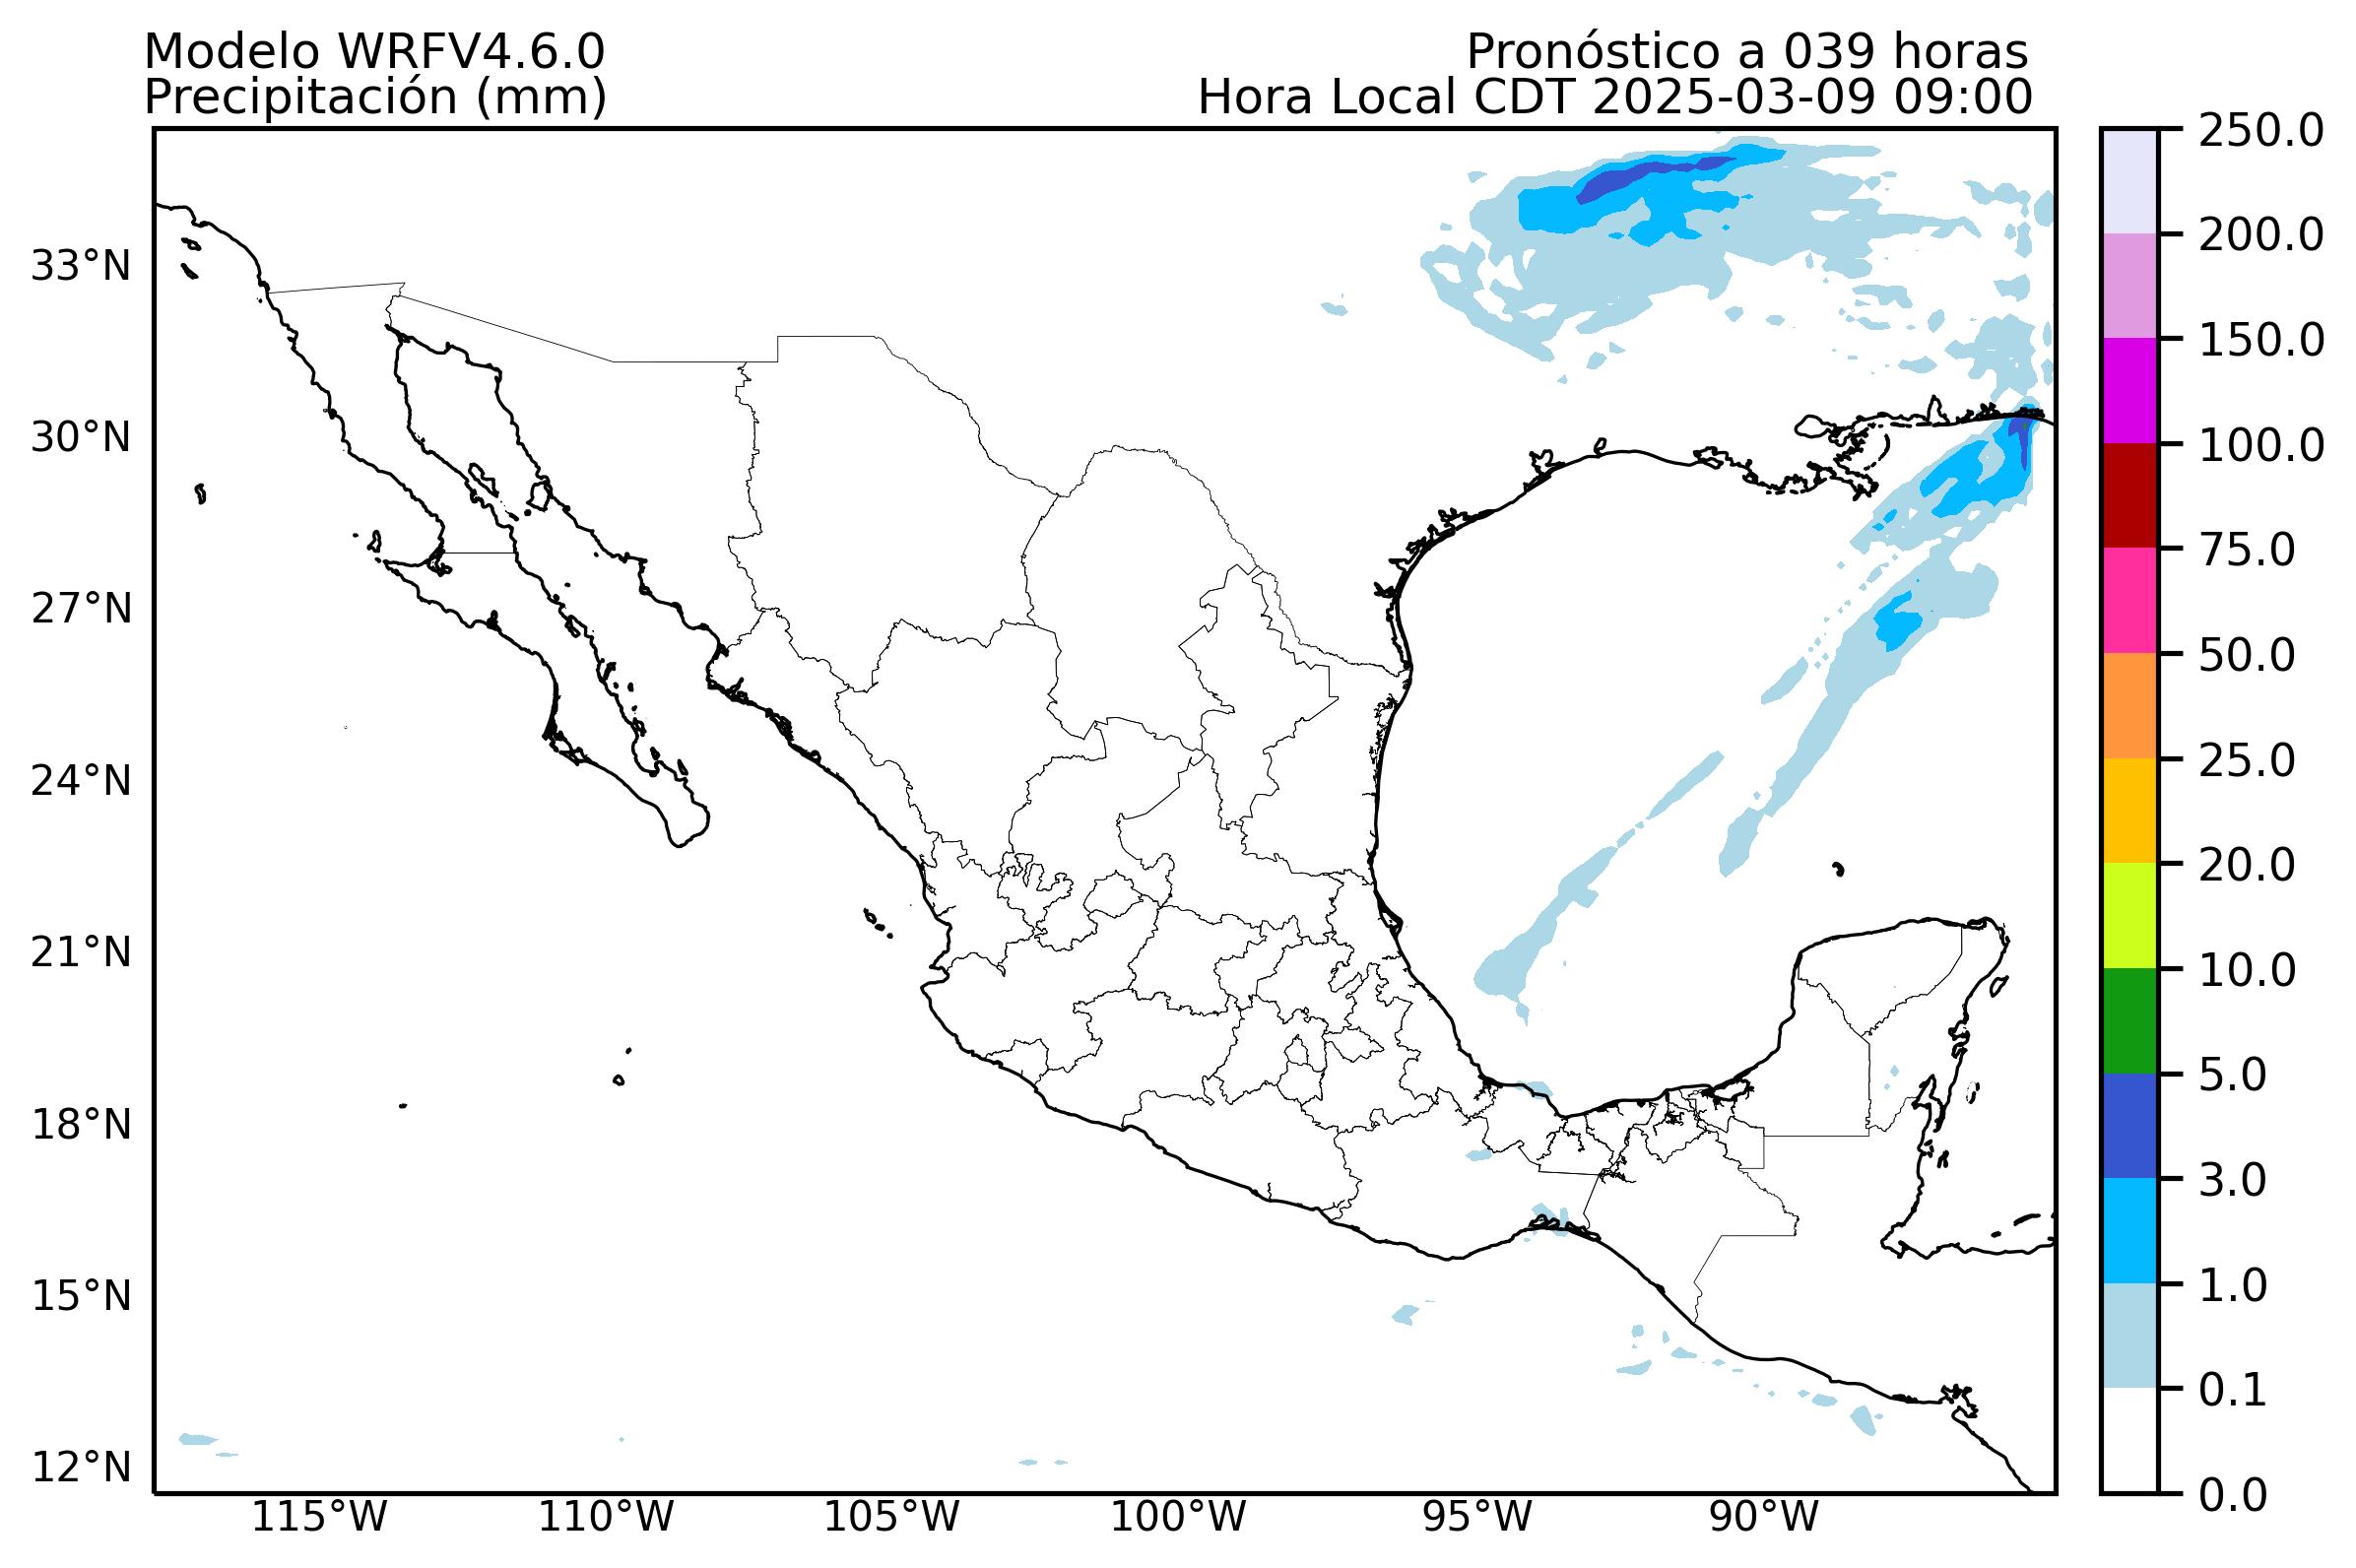 Modelo WRFV4.6.0
Precipitación (mm)
Pronóstico a 039 horas
Hora Local CDT 2025-03-09 09:00
33°N
30°N
27°N
24°N
21°N
18°N
15°N
12°N
115°W
110°W
105°W
100°W
95°W
90°W
250.0
200.0
150.0
100.0
75.0
50.0
25.0
20.0
10.0
5.0
3.0
1.0
0.1
0.0